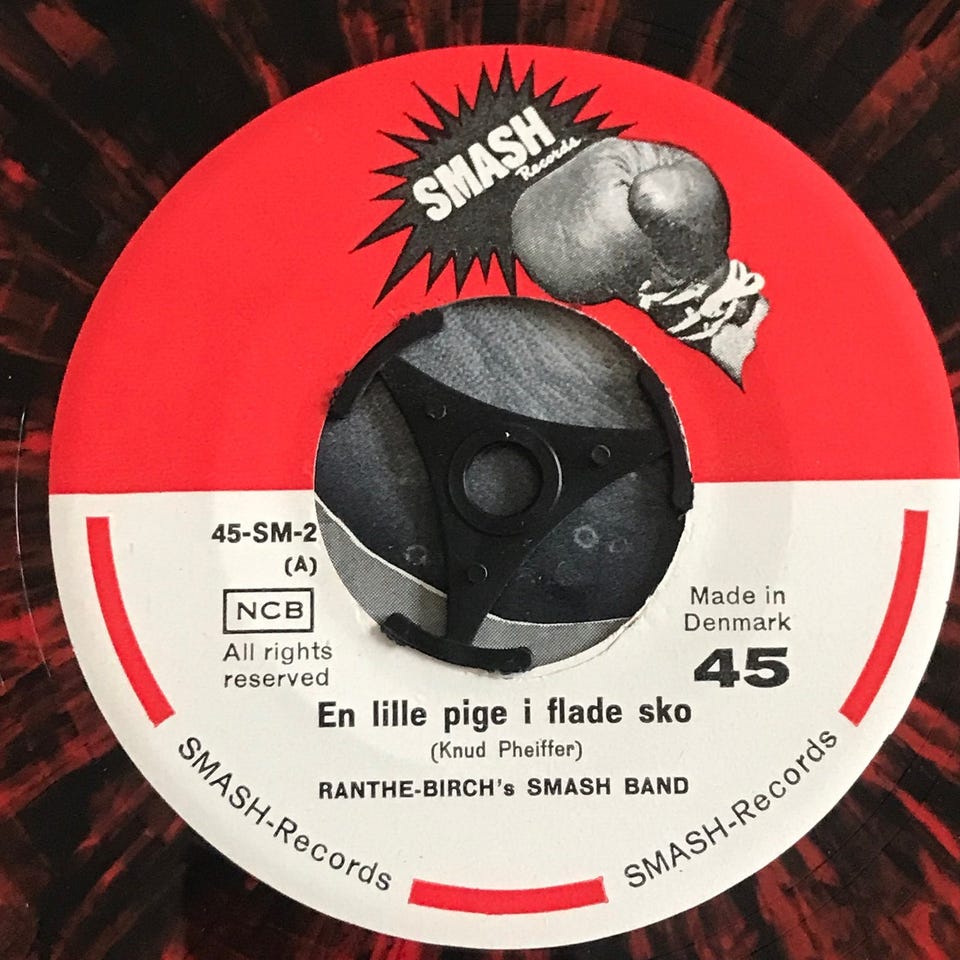 SMASH
Records
45-SM-2
(A)
NCB
All rights
reserved
Made in
Denmark
45
En lille pige i flade sko
(Knud Pheiffer)
RANTHE-BIRCH's SMASH BAND
SMASH-Records
SMASH-Records